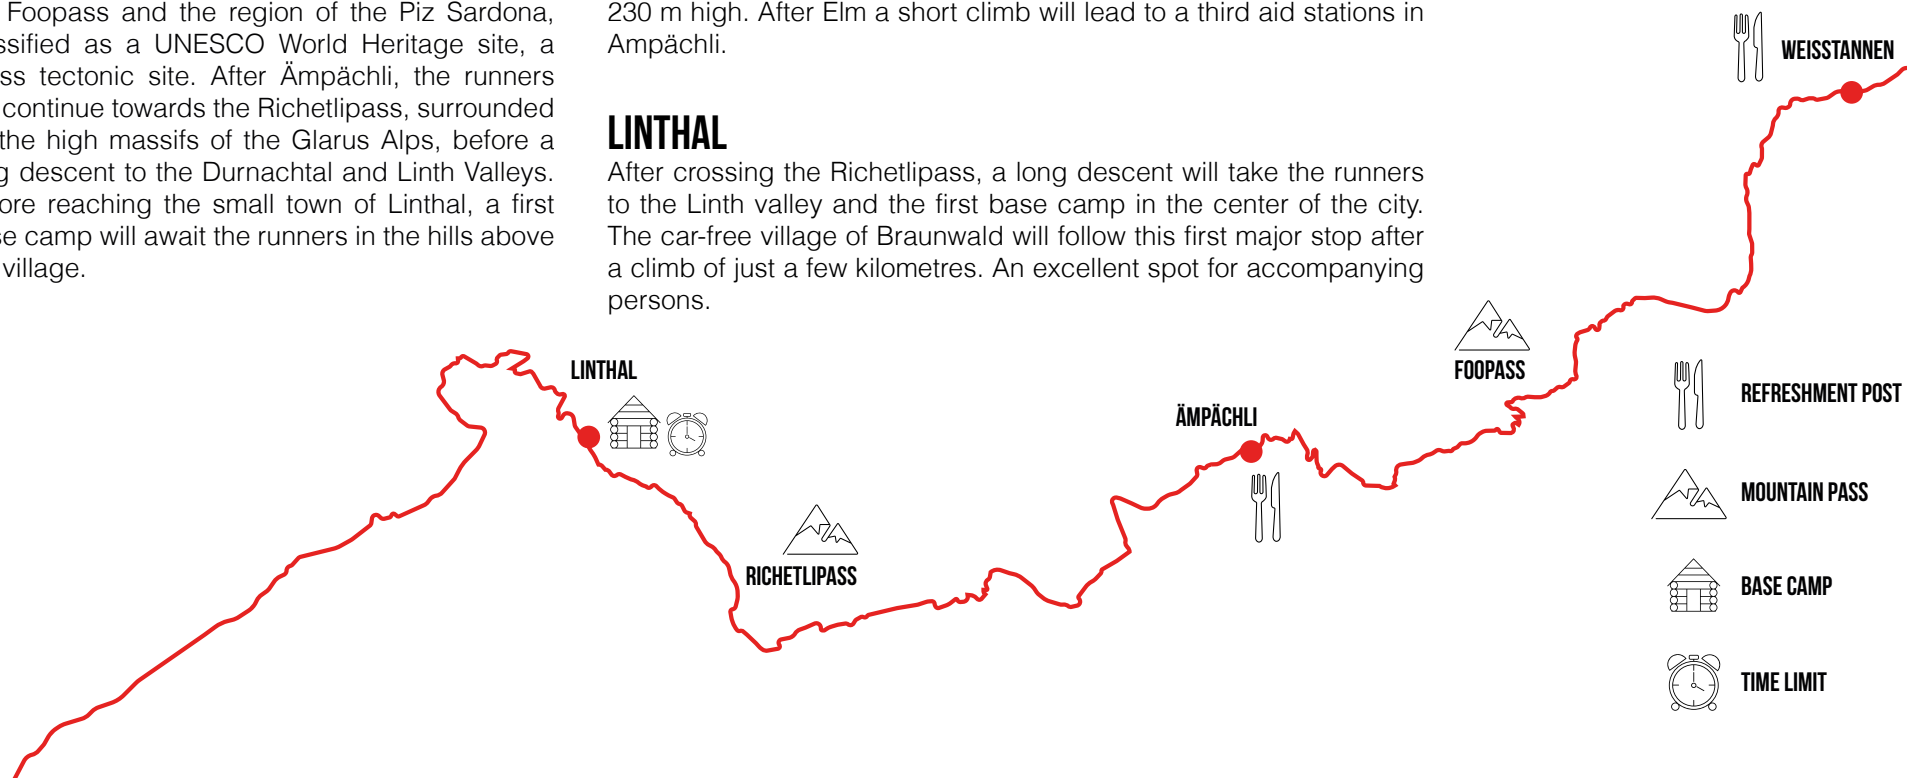 Foopass and the region of the Piz Sardona,
ssified as a UNESCO World Heritage site, a
ss tectonic site. After Ämpächli, the runners
continue towards the Richetlipass, surrounded
the high massifs of the Glarus Alps, before a
g descent to the Durnachtal and Linth Valleys.
ore reaching the small town of Linthal, a first
se camp will await the runners in the hills above
village.
230 m high. After Elm a short climb will lead to a third aid stations in
Ampächli.
LINTHAL
After crossing the Richetlipass, a long descent will take the runners
to the Linth valley and the first base camp in the center of the city.
The car-free village of Braunwald will follow this first major stop after
a climb of just a few kilometres. An excellent spot for accompanying
persons.
WEISSTANNEN
FOOPASS
ÄMPÄCHLI
LINTHAL
RICHETLIPASS
REFRESHMENT POST
MOUNTAIN PASS
BASE CAMP
TIME LIMIT